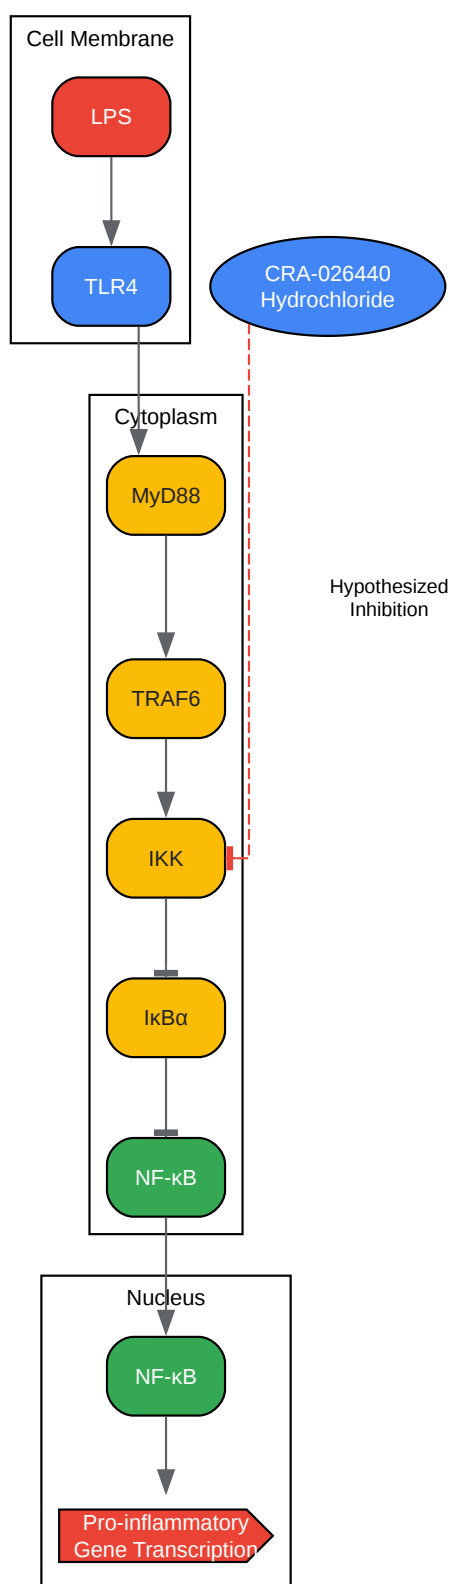 Cell Membrane
LPS
TLR4
CRA-026440
Hydrochloride
Cytoplasm
MyD88
Hypothesized
Inhibition
TRAF6
IKK
IκBα
NF-κB
Nucleus
NF-κB
Pro-inflammatory
Gene Transcription